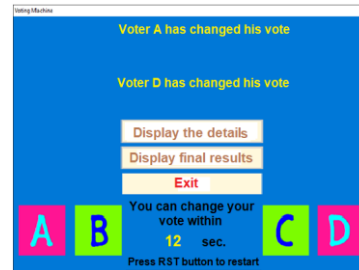 Voting Machine
Voter A has changed his vote
Voter D has changed his vote
Display the details
Display final results
Exit
You can change your
vote within
12 sec.
A B C D
Press RST button to restart